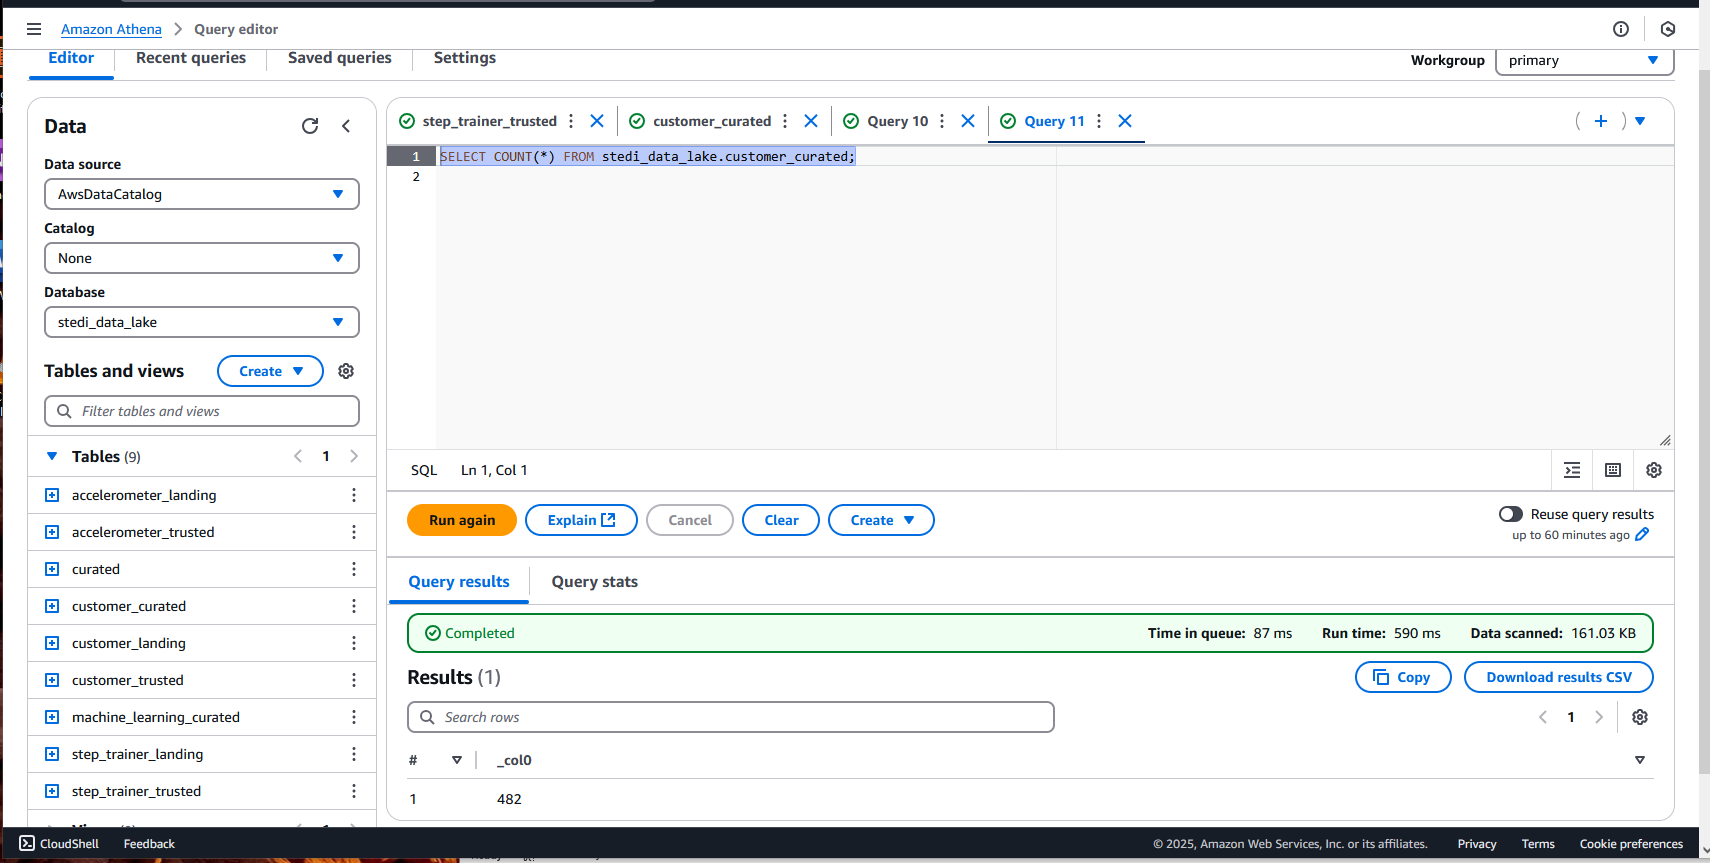 Amazon Athena > Query editor
Editor Recent queries Saved queries Settings
Workgroup primary
Data
Data source
AwsDataCatalog
Catalog
None
Database
stedi_data_lake
Tables and views Create
Filter tables and views
Tables (9) < 1 >
accelerometer_landing
accelerometer_trusted
curated
customer_curated
customer_landing
customer_trusted
machine_learning_curated
step_trainer_landing
step_trainer_trusted
step_trainer_trusted customer_curated Query 10 Query 11
1 SELECT COUNT(*) FROM stedi_data_lake.customer_curated;
2
SQL Ln 1, Col 1
Run again Explain Cancel Clear Create
Reuse query results
up to 60 minutes ago
Query results Query stats
Completed Time in queue: 87 ms Run time: 590 ms Data scanned: 161.03 KB
Results (1) Copy Download results CSV
Search rows < 1 >
# _col0
1 482
CloudShell Feedback © 2025, Amazon Web Services, Inc. or its affiliates. Privacy Terms Cookie preferences